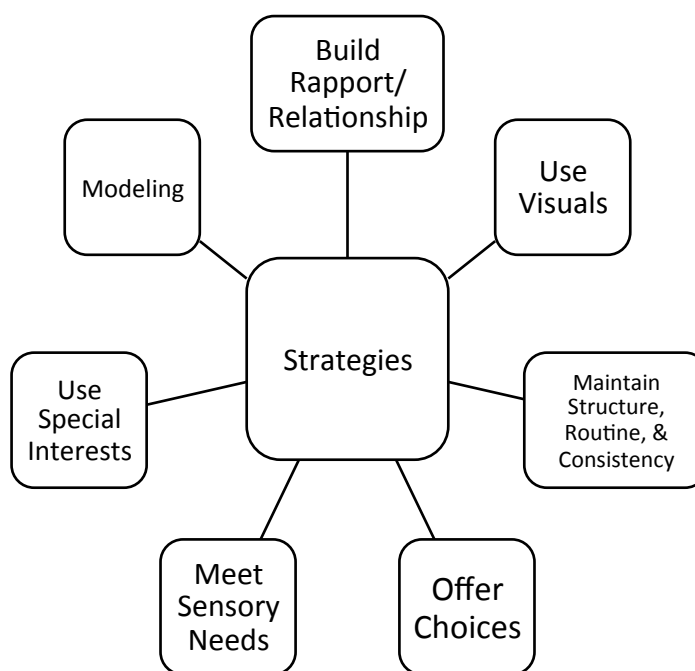 Build
Rapport/
Relationship
Use
Visuals
Maintain
Structure,
Routine, &
Consistency
Offer
Choices
Meet
Sensory
Needs
Use
Special
Interests
Modeling
Strategies